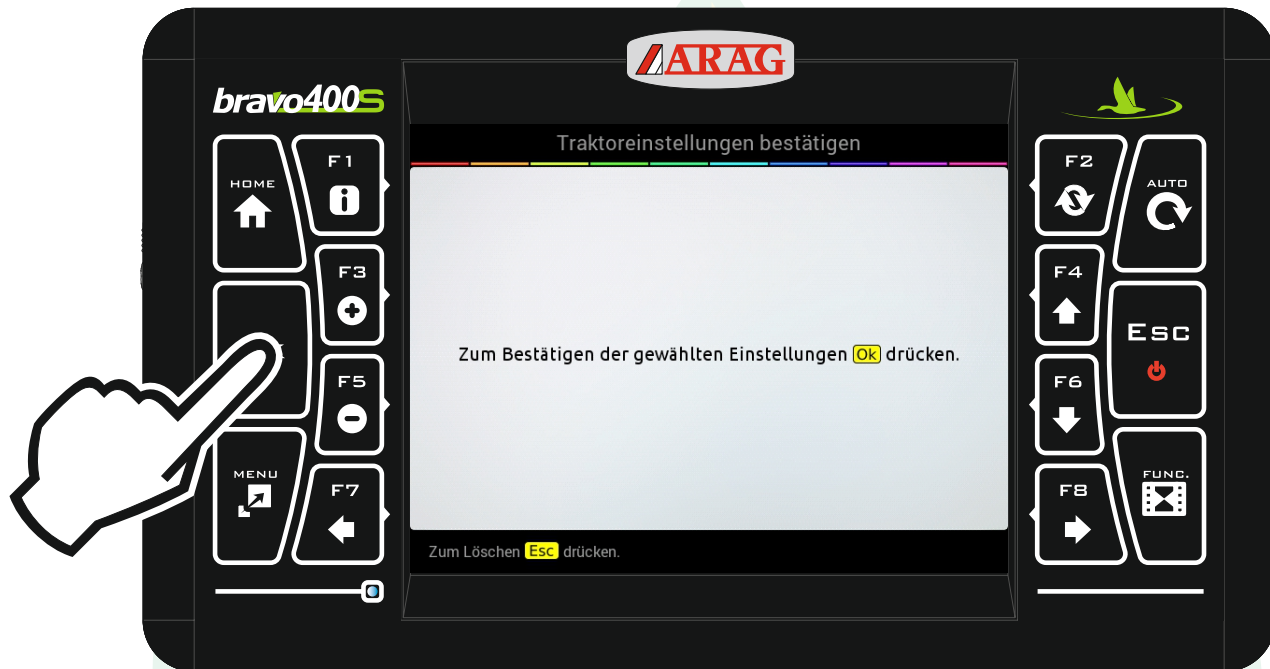 ARAG
bravo400S
HOME
F1
F3
F5
MENU
F7
Traktoreinstellungen bestätigen
Zum Bestätigen der gewählten Einstellungen Ok drücken.
Zum Löschen Esc drücken.
F2
AUTO
F4
ESC
F6
FUNC.
F8